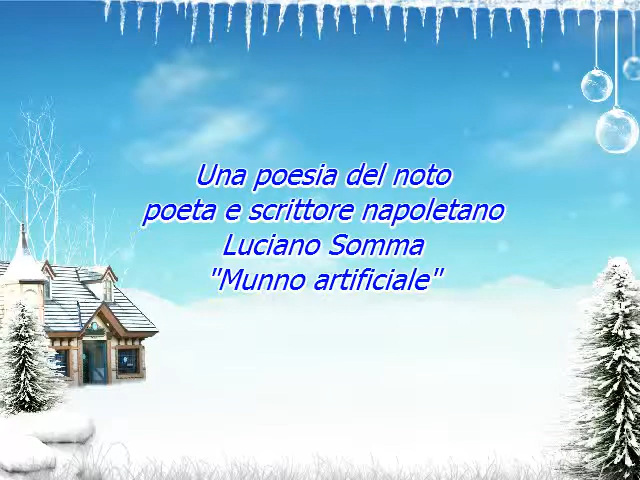 Una poesia del noto
poeta e scrittore napoletano
Luciano Somma
"Munno artificiale"